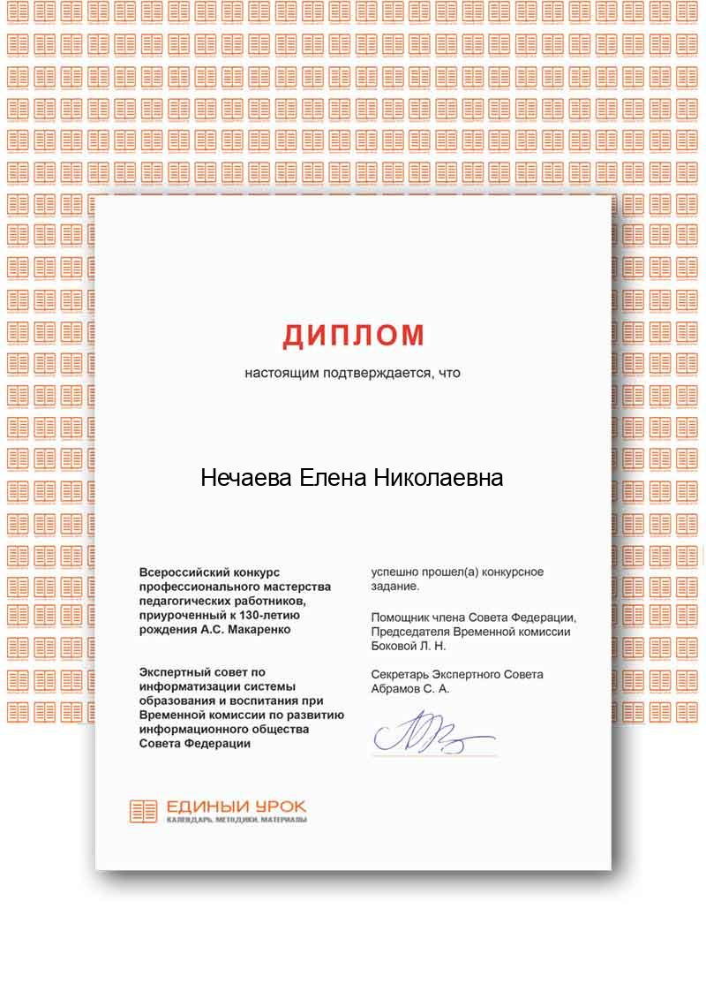 ДИПЛОМ
настоящим подтверждается, что
Нечаева Елена Николаевна
Всероссийский конкурс
профессионального мастерства
педагогических работников,
приуроченный к 130-летию
рождения А.С. Макаренко
успешно прошел(а) конкурсное
задание.
Помощник члена Совета Федерации,
Председателя Временной комиссии
Боковой Л. Н.
Экспертный совет по
информатизации системы
образования и воспитания при
Временной комиссии по развитию
информационного общества
Совета Федерации
Секретарь Экспертного Совета
Абрамов С. А.
ЕДИНЫЙ УРОК
КАЛЕНДАРЬ, МЕТОДИКИ, МАТЕРИАЛЫ